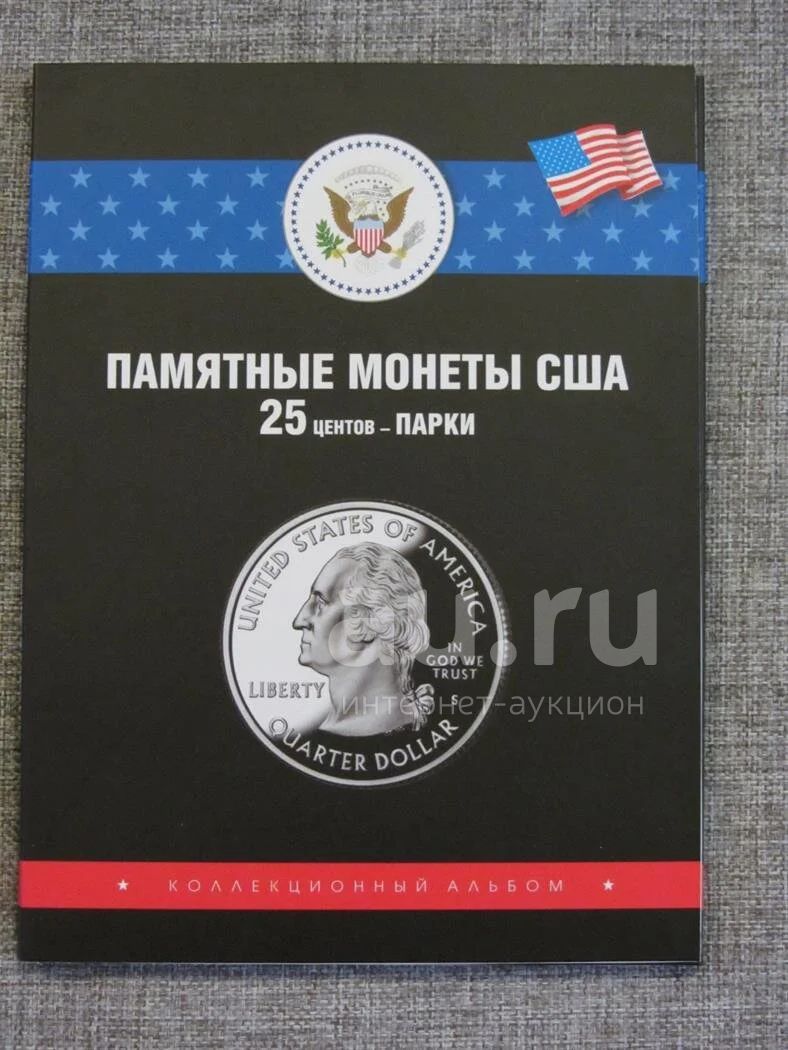 ПАМЯТНЫЕ МОНЕТЫ США
25 ЦЕНТОВ – ПАРКИ
UNITED STATES OF AMERICA
IN
GOD WE
TRUST
LIBERTY
S
QUARTER DOLLAR
au.ru
интернет-аукцион
★ КОЛЛЕКЦИОННЫЙ АЛЬБОМ ★